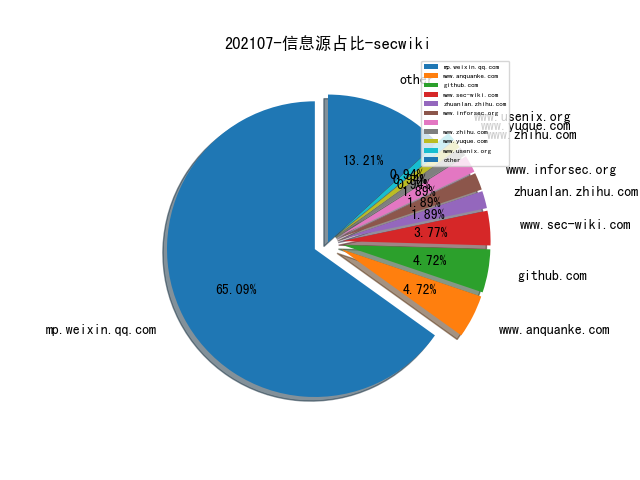 202107-信息源占比-secwiki
other
mp.weixin.qq.com
www.anquanke.com
github.com
www.sec-wiki.com
zhuanlan.zhihu.com
www.inforsec.org
www.zhihu.com
www.yuque.com
www.usenix.org
other
www.usenix.org
www.yuque.com
www.zhihu.com
13.21%
0.94%
0.94%
0.94%
1.89%
www.inforsec.org
1.89%
zhuanlan.zhihu.com
1.89%
www.sec-wiki.com
3.77%
4.72%
github.com
65.09%
4.72%
mp.weixin.qq.com
www.anquanke.com